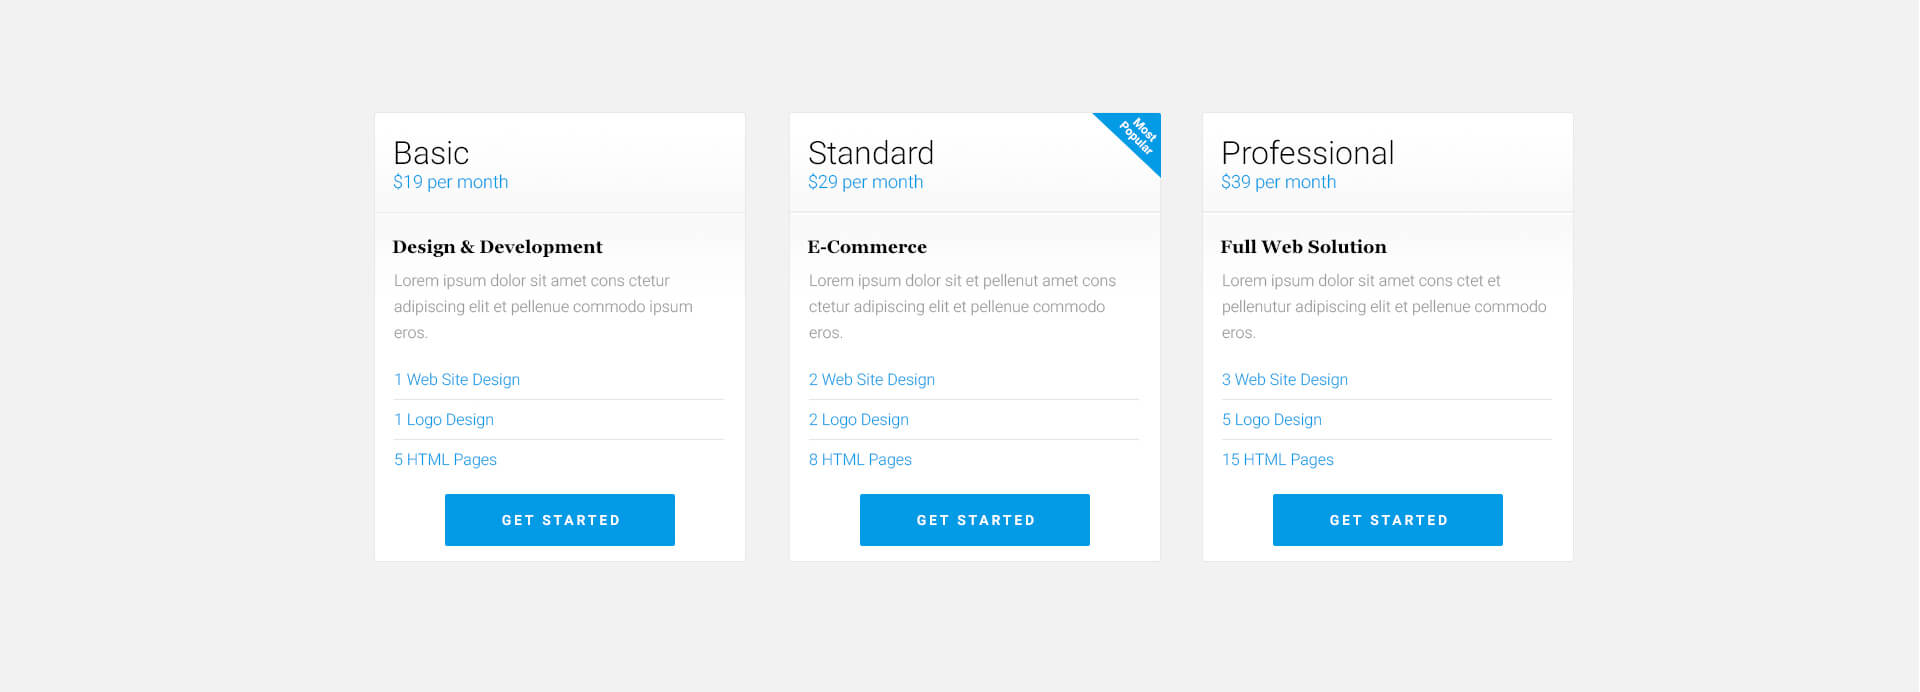 Basic
$19 per month
Design & Development
Lorem ipsum dolor sit amet cons ctetur
adipiscing elit et pellenue commodo ipsum
eros.
1 Web Site Design
1 Logo Design
5 HTML Pages
GET STARTED
Most
Popular
Standard
$29 per month
E-Commerce
Lorem ipsum dolor sit et pellenut amet cons
ctetur adipiscing elit et pellenue commodo
eros.
2 Web Site Design
2 Logo Design
8 HTML Pages
GET STARTED
Professional
$39 per month
Full Web Solution
Lorem ipsum dolor sit amet cons ctet et
pellenutur adipiscing elit et pellenue commodo
eros.
3 Web Site Design
5 Logo Design
15 HTML Pages
GET STARTED